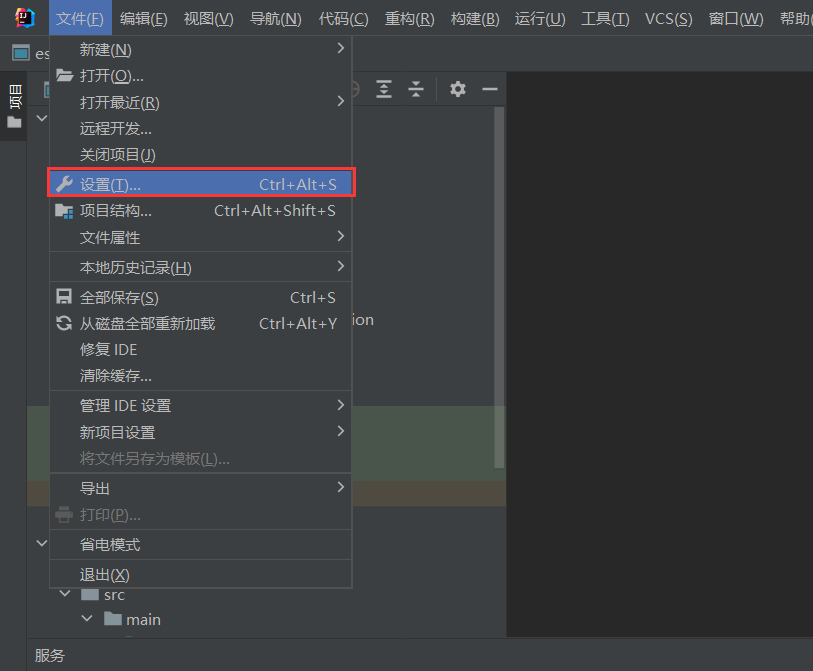 文件(F) 编辑(E) 视图(V) 导航(N) 代码(C) 重构(R) 构建(B) 运行(U) 工具(T) VCS(S) 窗口(W) 帮助(
es
项目
新建(N)
打开(O)...
打开最近(R)
远程开发...
关闭项目(J)
设置(T)... Ctrl+Alt+S
项目结构... Ctrl+Alt+Shift+S
文件属性
本地历史记录(H)
全部保存(S) Ctrl+S
从磁盘全部重新加载 Ctrl+Alt+Y
ion
修复 IDE
清除缓存...
管理 IDE 设置
新项目设置
将文件另存为模板(L)...
导出
打印(P)...
省电模式
退出(X)
src
main
服务